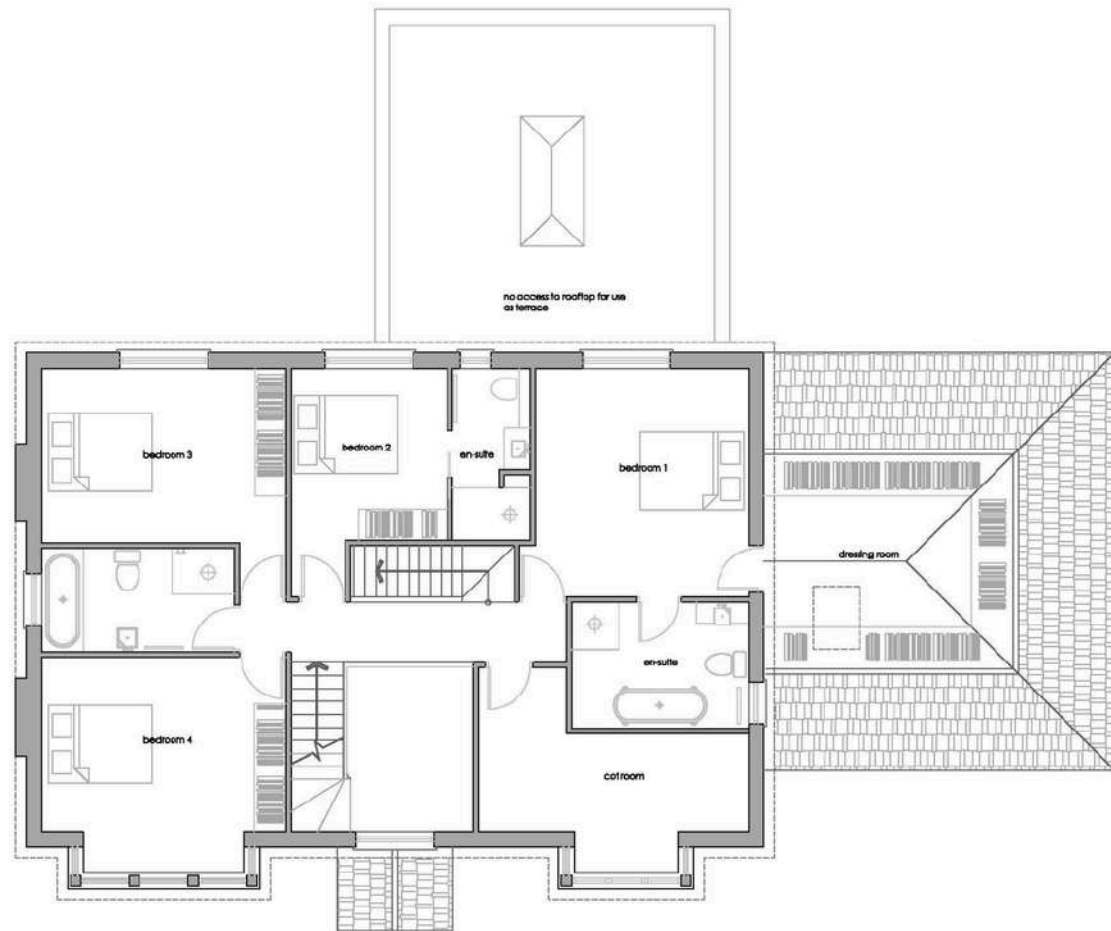 no access to rooftop for use
as terrace
bedroom 3
bedroom 2
en-suite
bedroom 1
dressing room
en-suite
bedroom 4
cot room